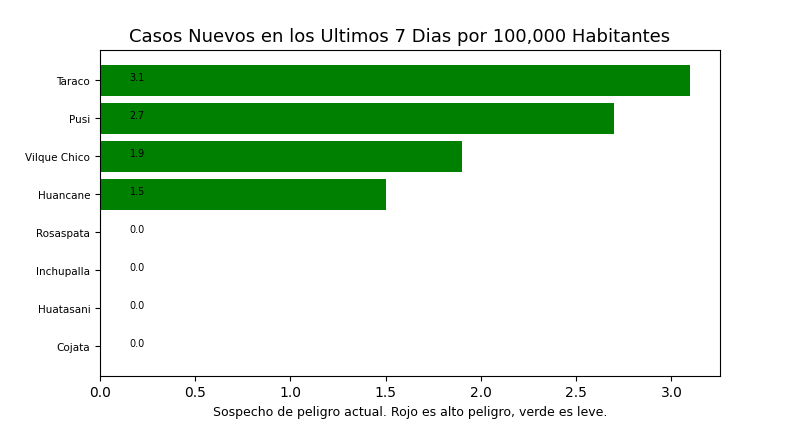 Casos Nuevos en los Ultimos 7 Dias por 100,000 Habitantes
Taraco 3.1
Pusi 2.7
Vilque Chico 1.9
Huancane 1.5
Rosaspata 0.0
Inchupalla 0.0
Huatasani 0.0
Cojata 0.0
0.0 0.5 1.0 1.5 2.0 2.5 3.0
Sospecho de peligro actual. Rojo es alto peligro, verde es leve.